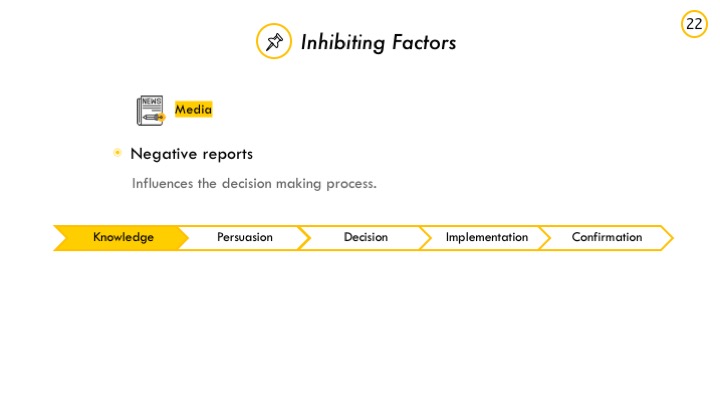 22
Inhibiting Factors
NEWS
Media
Negative reports
Influences the decision making process.
Knowledge Persuasion Decision Implementation Confirmation